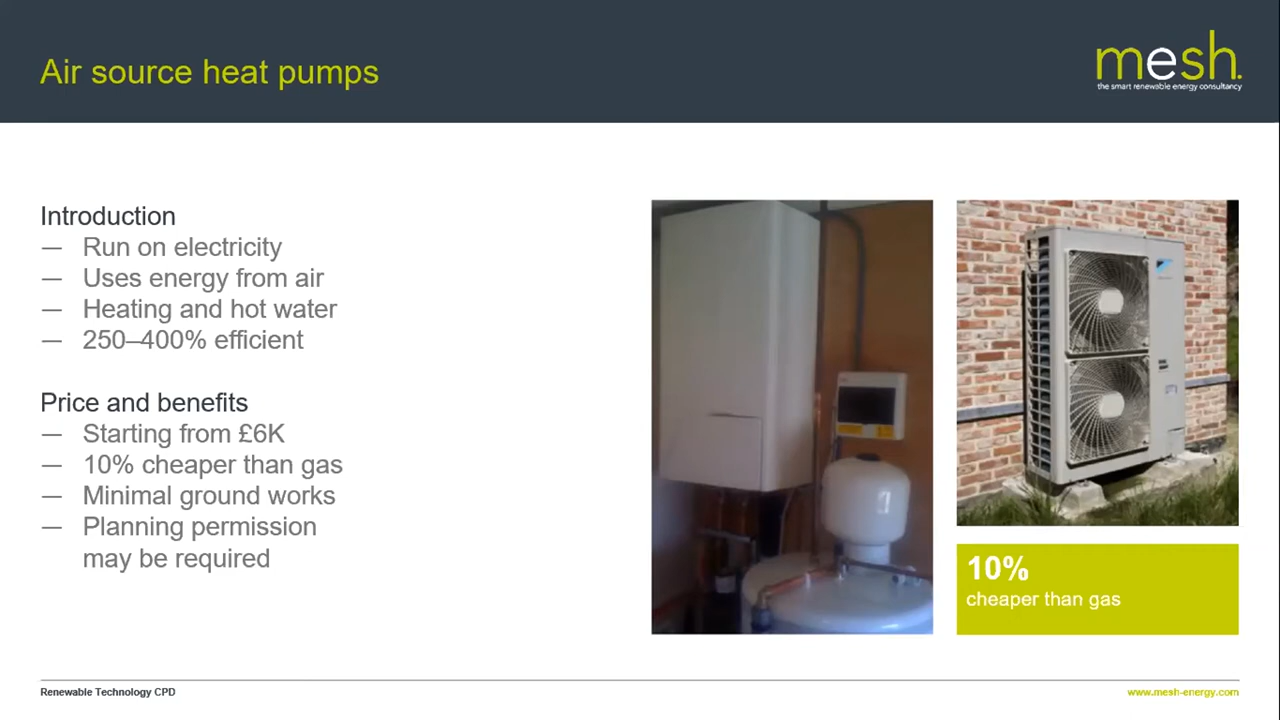 Air source heat pumps
mesh.
the smart renewable energy consultancy
Introduction
— Run on electricity
— Uses energy from air
— Heating and hot water
— 250–400% efficient
Price and benefits
— Starting from £6K
— 10% cheaper than gas
— Minimal ground works
— Planning permission
may be required
10%
cheaper than gas
Renewable Technology CPD
www.mesh-energy.com